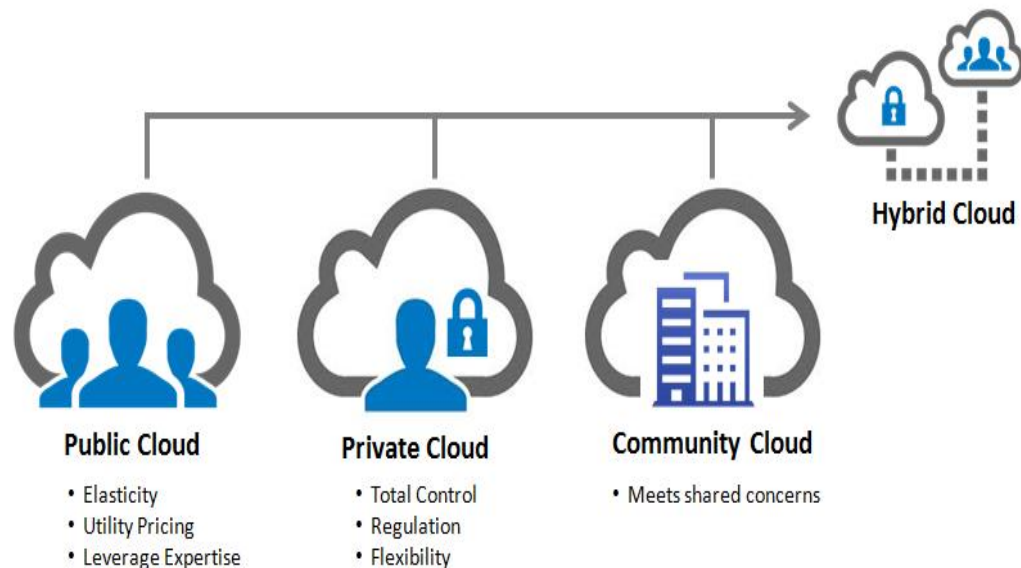 Hybrid Cloud
Public Cloud
• Elasticity
• Utility Pricing
• Leverage Expertise
Private Cloud
• Total Control
• Regulation
• Flexibility
Community Cloud
• Meets shared concerns